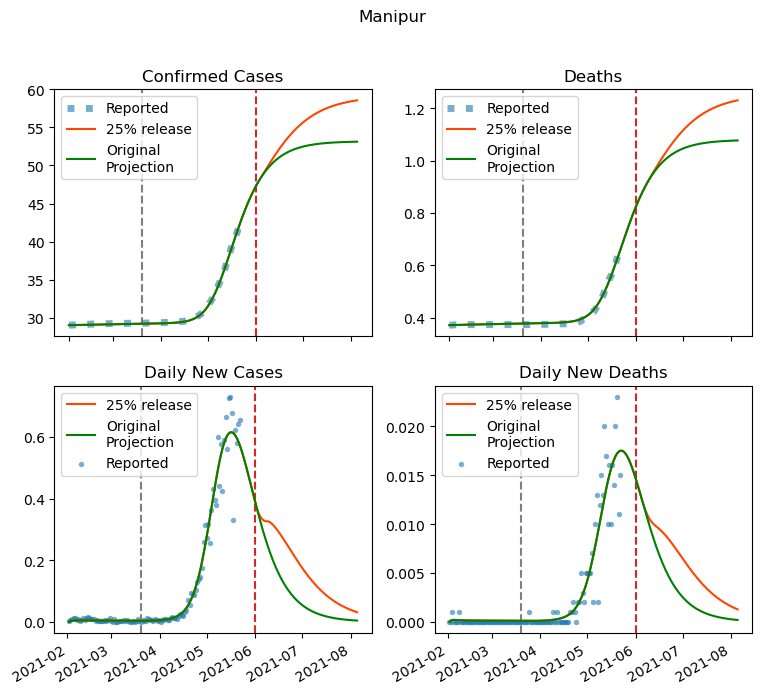 Manipur
Confirmed Cases
60
55
50
45
40
35
30
Reported
25% release
Original
Projection
Deaths
1.2
1.0
0.8
0.6
0.4
Reported
25% release
Original
Projection
Daily New Cases
0.6
0.4
0.2
0.0
25% release
Original
Projection
Reported
2021-02
2021-03
2021-04
2021-05
2021-06
2021-07
2021-08
Daily New Deaths
0.020
0.015
0.010
0.005
0.000
25% release
Original
Projection
Reported
2021-02
2021-03
2021-04
2021-05
2021-06
2021-07
2021-08